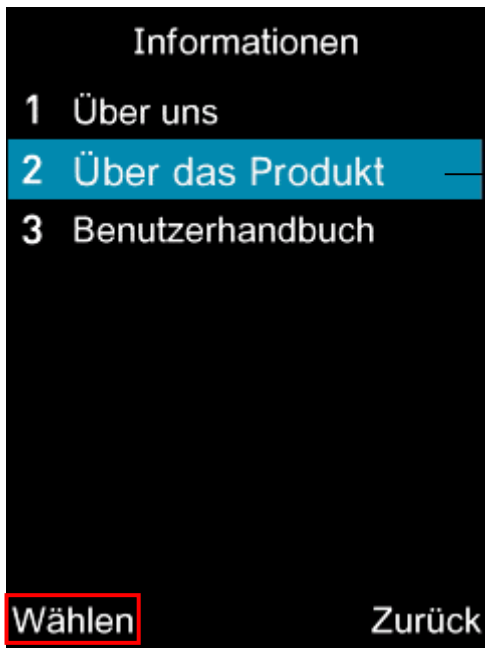 Informationen
1 Über uns
2 Über das Produkt
3 Benutzerhandbuch
Wählen Zurück